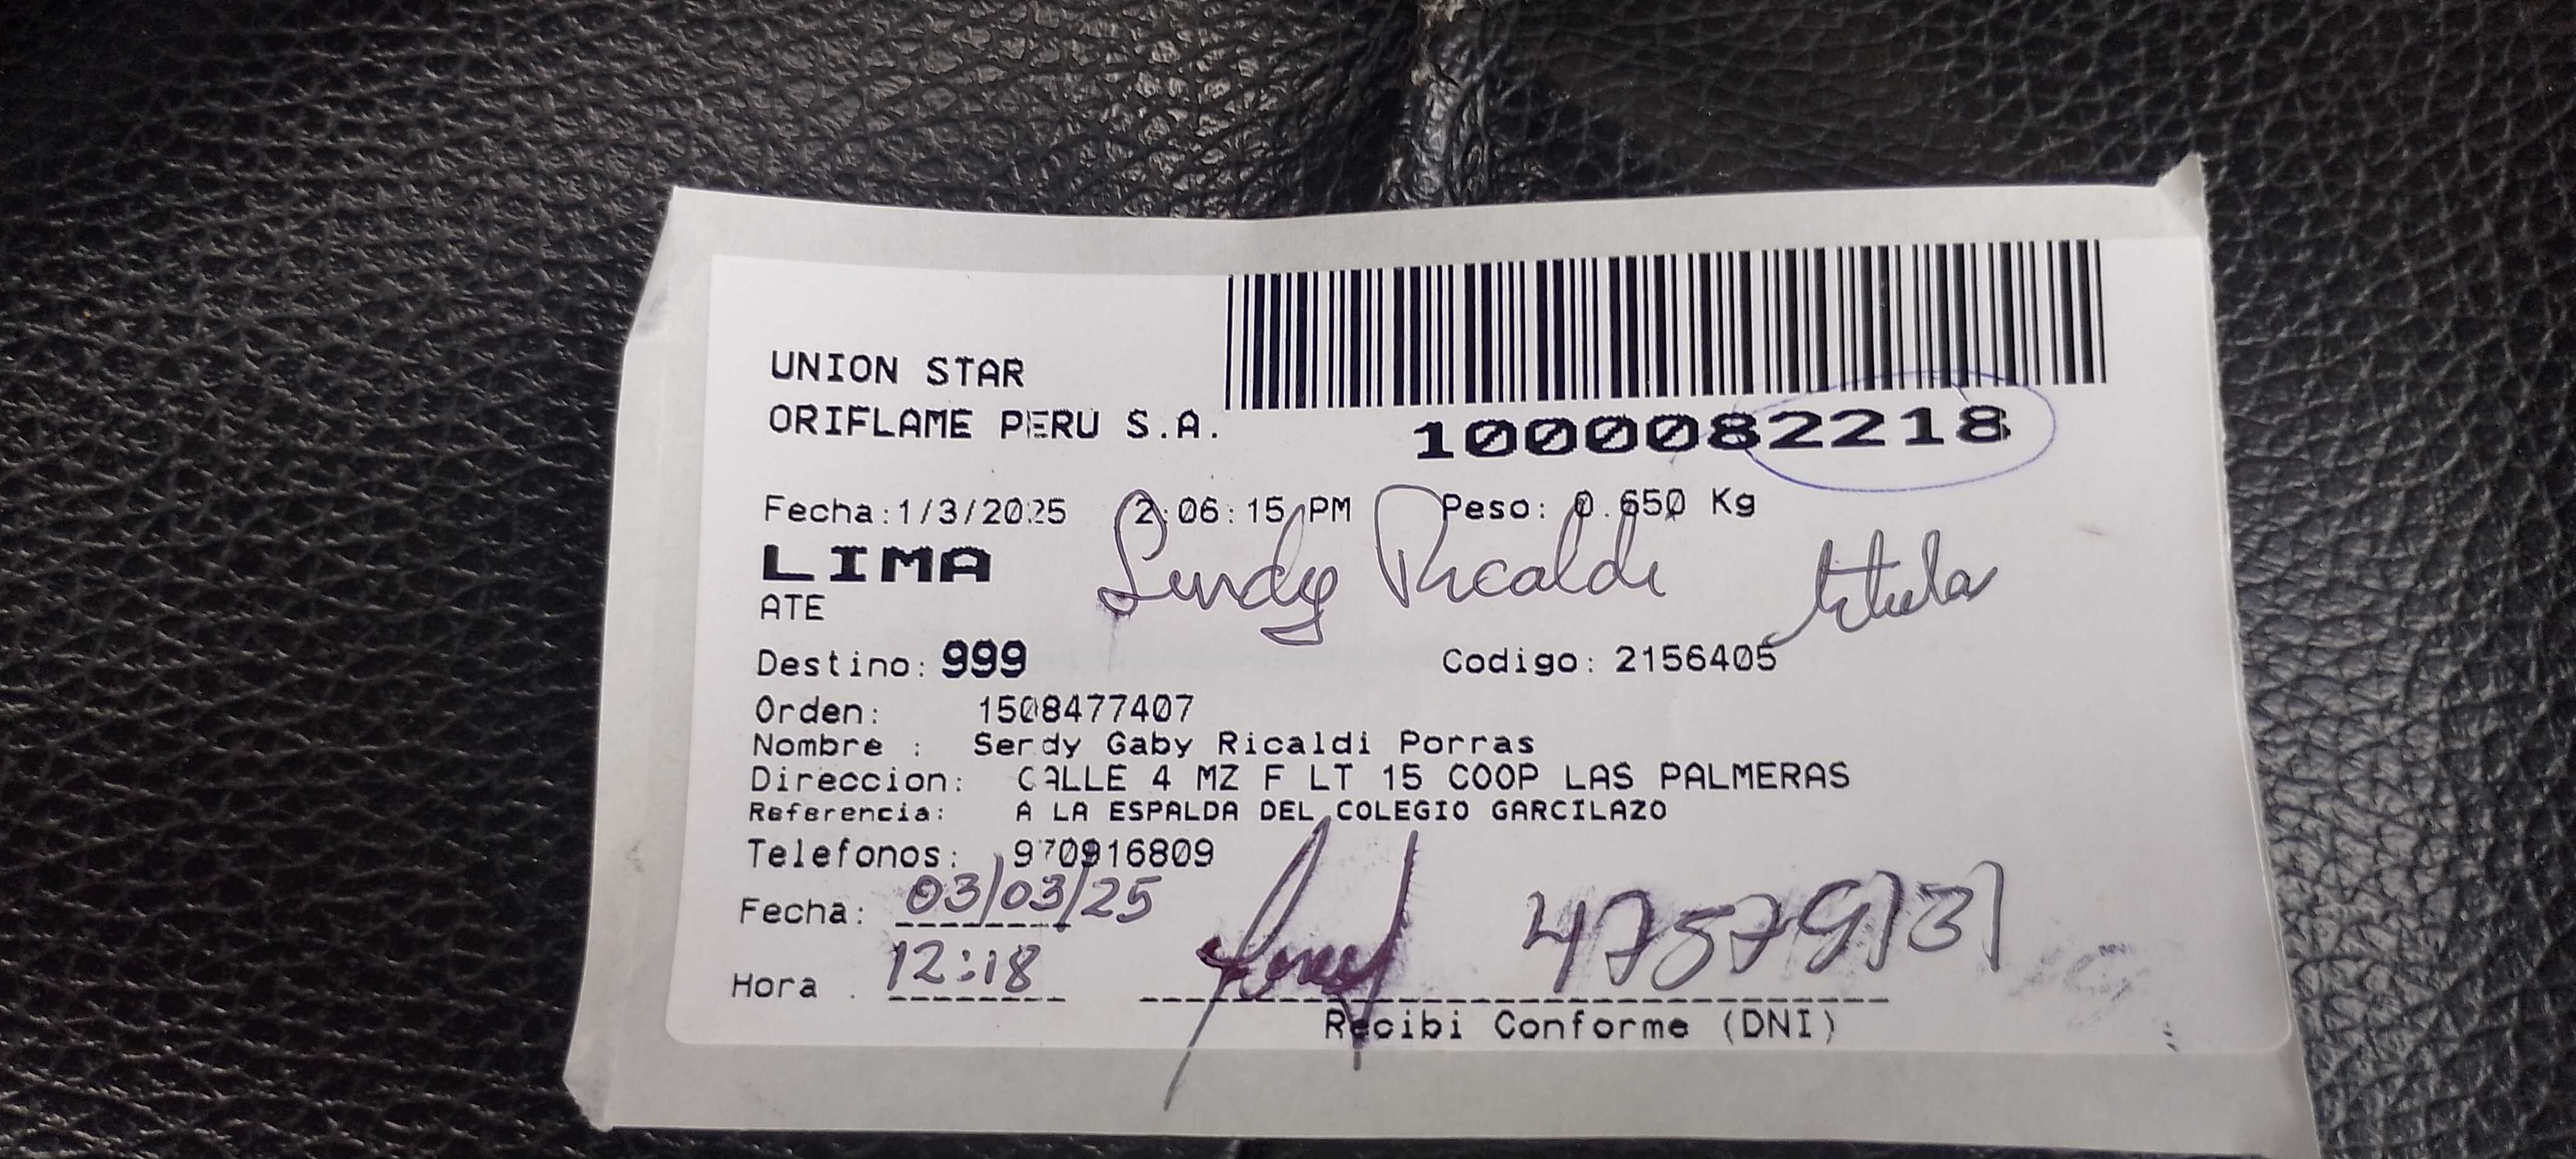 UNION STAR
ORIFLAME PERU S.A.
1000082218
Fecha:1/3/2025 2:06:15 PM Peso: 0.650 Kg
LIMA
Serdy Ricaldi
ATE
Destino: 999 Codigo: 2156405
Orden: 1508477407
Nombre : Serdy Gaby Ricaldi Porras
Direccion: CALLE 4 MZ F LT 15 COOP LAS PALMERAS
Referencia: A LA ESPALDA DEL COLEGIO GARCILAZO
Telefonos: 970916809
Fecha: 03/03/25
Hora : 12:18 47579131
Recibi Conforme (DNI)